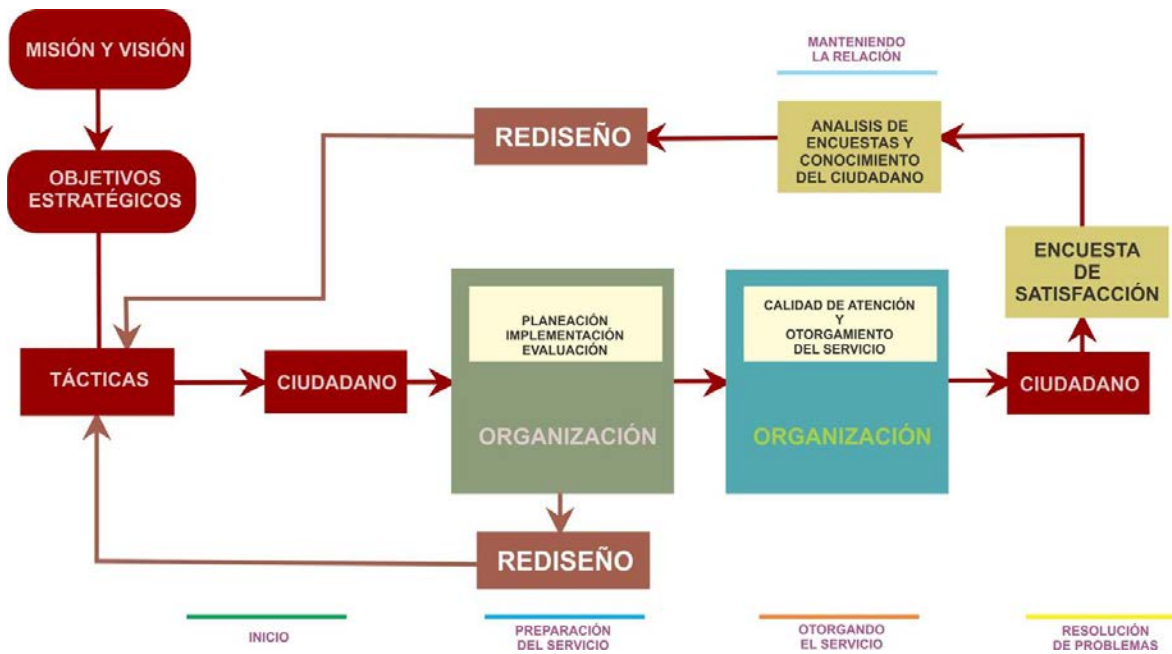 MISIÓN Y VISIÓN
OBJETIVOS
ESTRATÉGICOS
TÁCTICAS
CIUDADANO
PLANEACIÓN
IMPLEMENTACIÓN
EVALUACIÓN
ORGANIZACIÓN
REDISEÑO
CALIDAD DE ATENCIÓN
Y
OTORGAMIENTO
DEL SERVICIO
ORGANIZACIÓN
CIUDADANO
ENCUESTA
DE
SATISFACCIÓN
MANTENIENDO
LA RELACIÓN
ANALISIS DE
ENCUESTAS Y
CONOCIMIENTO
DEL CIUDADANO
REDISEÑO
INICIO
PREPARACIÓN
DEL SERVICIO
OTORGANDO
EL SERVICIO
RESOLUCIÓN
DE PROBLEMAS